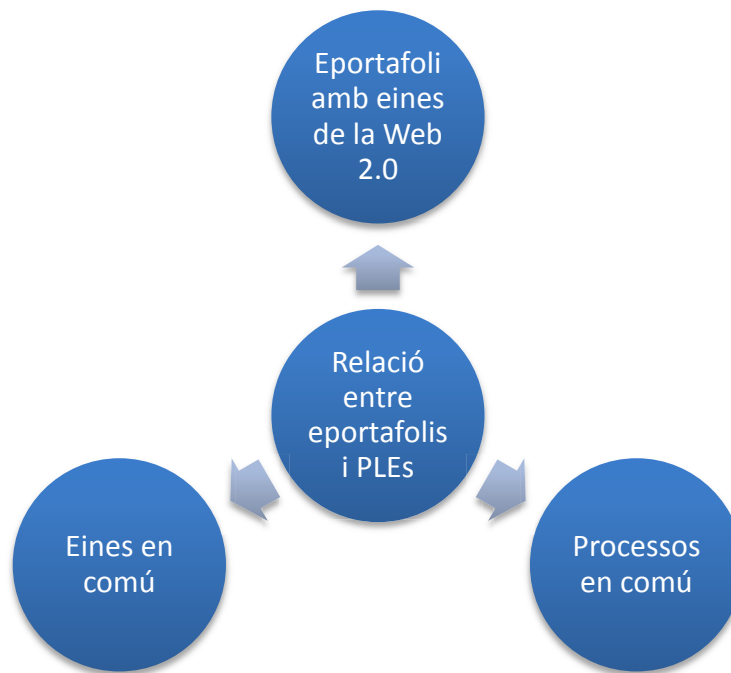 Eportafoli
amb eines
de la Web
2.0
Relació
entre
eportafolis
i PLEs
Eines en
comú
Processos
en comú